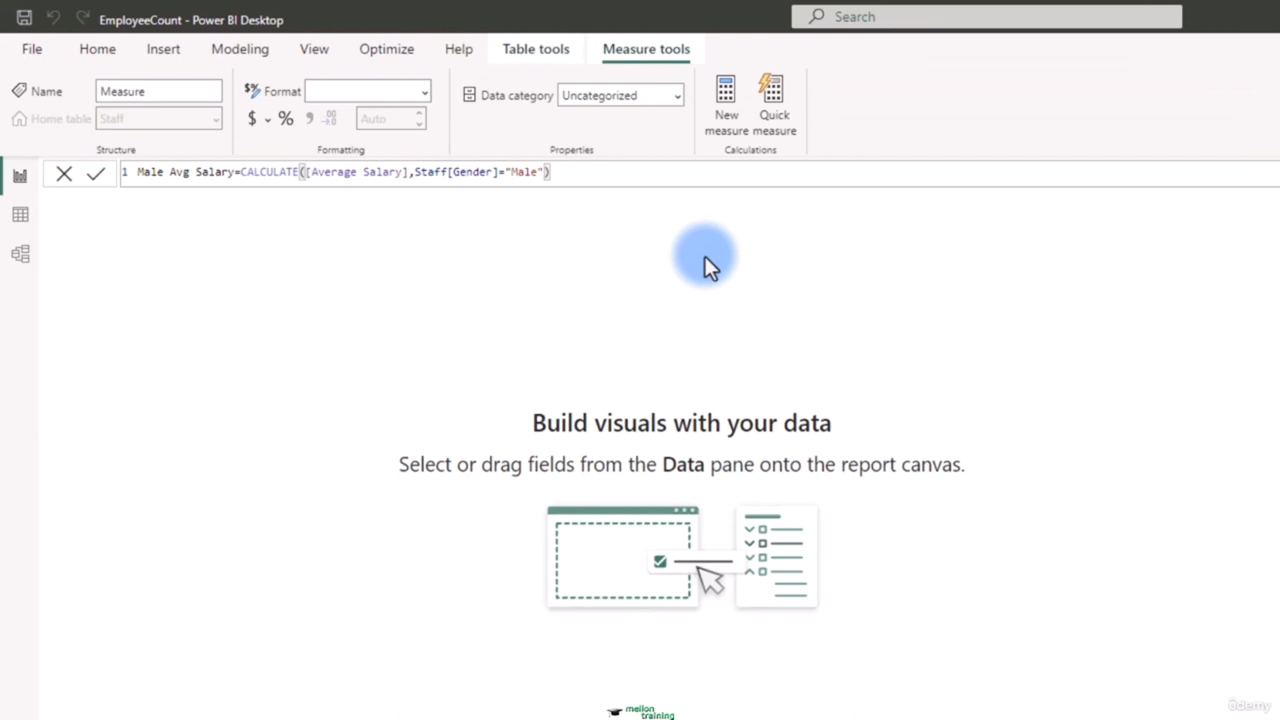 EmployeeCount - Power BI Desktop
Search
File Home Insert Modeling View Optimize Help Table tools Measure tools
Name Measure
Home table Staff
Structure
Format
$ % 9 .00 Auto
Formatting
Data category Uncategorized
Properties
New measure
Quick measure
Calculations
1 Male Avg Salary=CALCULATE([Average Salary],Staff[Gender]="Male")
Build visuals with your data
Select or drag fields from the Data pane onto the report canvas.
mellon
training
ûdemy